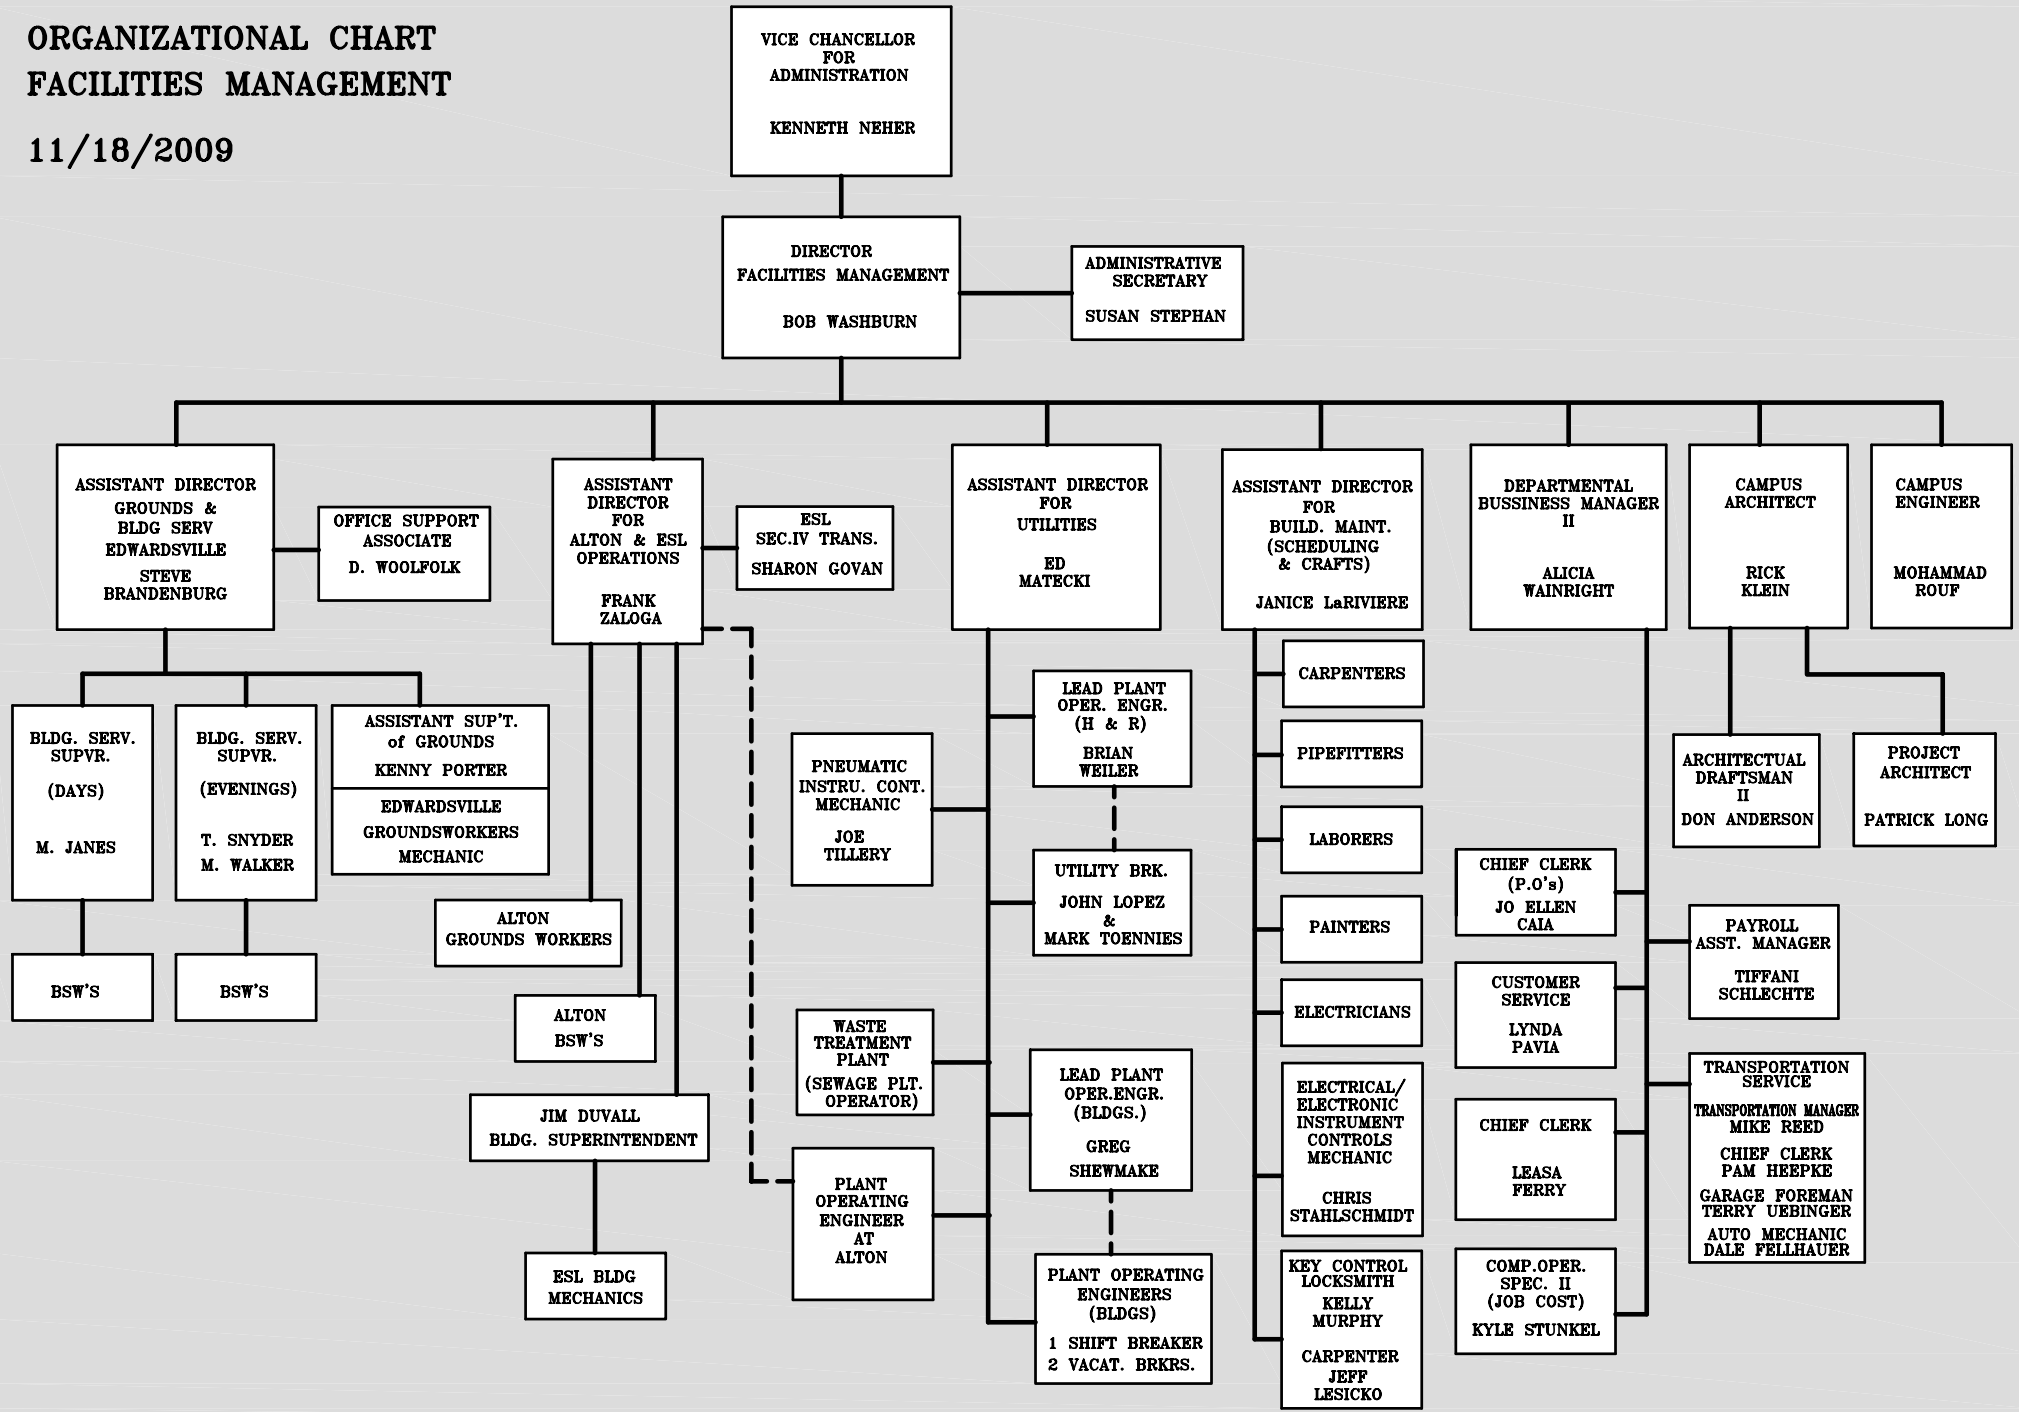 ORGANIZATIONAL CHART
FACILITIES MANAGEMENT
11/18/2009
VICE CHANCELLOR
FOR
ADMINISTRATION
KENNETH NEHER
DIRECTOR
FACILITIES MANAGEMENT
BOB WASHBURN
ADMINISTRATIVE
SECRETARY
SUSAN STEPHAN
ASSISTANT DIRECTOR
GROUNDS &
BLDG SERV
EDWARDSVILLE
STEVE
BRANDENBURG
OFFICE SUPPORT
ASSOCIATE
D. WOOLFOLK
ASSISTANT
DIRECTOR
FOR
ALTON & ESL
OPERATIONS
FRANK
ZALOGA
ESL
SEC.IV TRANS.
SHARON GOVAN
ASSISTANT DIRECTOR
FOR
UTILITIES
ED
MATECKI
ASSISTANT DIRECTOR
FOR
BUILD. MAINT.
(SCHEDULING
& CRAFTS)
JANICE LaRIVIERE
DEPARTMENTAL
BUSSINESS MANAGER
II
ALICIA
WAINRIGHT
CAMPUS
ARCHITECT
RICK
KLEIN
CAMPUS
ENGINEER
MOHAMMAD
ROUF
BLDG. SERV.
SUPVR.
(DAYS)
M. JANES
BSW'S
BLDG. SERV.
SUPVR.
(EVENINGS)
T. SNYDER
M. WALKER
BSW'S
ASSISTANT SUP'T.
of GROUNDS
KENNY PORTER
EDWARDSVILLE
GROUNDSWORKERS
MECHANIC
ALTON
GROUNDS WORKERS
ALTON
BSW'S
JIM DUVALL
BLDG. SUPERINTENDENT
ESL BLDG
MECHANICS
PNEUMATIC
INSTRU. CONT.
MECHANIC
JOE
TILLERY
WASTE
TREATMENT
PLANT
(SEWAGE PLT.
OPERATOR)
PLANT
OPERATING
ENGINEER
AT
ALTON
LEAD PLANT
OPER. ENGR.
(H & R)
BRIAN
WEILER
UTILITY BRK.
JOHN LOPEZ
&
MARK TOENNIES
LEAD PLANT
OPER.ENGR.
(BLDGS.)
GREG
SHEWMAKE
PLANT OPERATING
ENGINEERS
(BLDGS)
1 SHIFT BREAKER
2 VACAT. BRKRS.
CARPENTERS
PIPEFITTERS
LABORERS
PAINTERS
ELECTRICIANS
ELECTRICAL/
ELECTRONIC
INSTRUMENT
CONTROLS
MECHANIC
CHRIS
STAHLSCHMIDT
KEY CONTROL
LOCKSMITH
KELLY
MURPHY
CARPENTER
JEFF
LESICKO
CHIEF CLERK
(P.O's)
JO ELLEN
CAIA
CUSTOMER
SERVICE
LYNDA
PAVIA
CHIEF CLERK
LEASA
FERRY
COMP.OPER.
SPEC. II
(JOB COST)
KYLE STUNKEL
ARCHITECTUAL
DRAFTSMAN
II
DON ANDERSON
PROJECT
ARCHITECT
PATRICK LONG
PAYROLL
ASST. MANAGER
TIFFANI
SCHLECHTE
TRANSPORTATION
SERVICE
TRANSPORTATION MANAGER
MIKE REED
CHIEF CLERK
PAM HEEPKE
GARAGE FOREMAN
TERRY UEBINGER
AUTO MECHANIC
DALE FELLHAUER